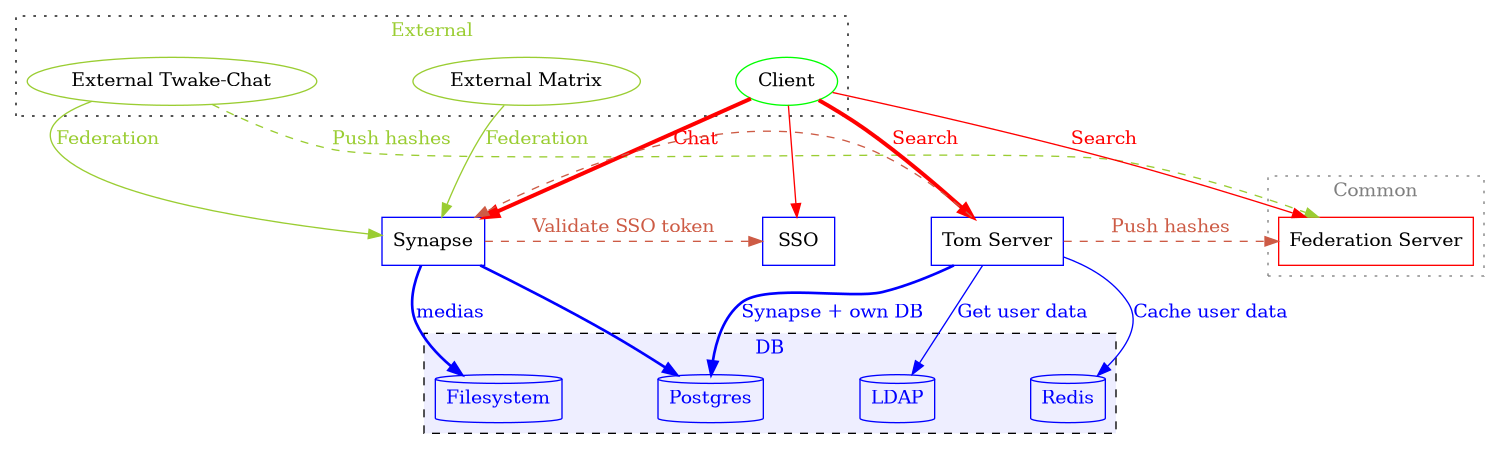 External
External Twake-Chat
External Matrix
Client
Federation
Push hashes
Federation
Chat
Search
Search
Common
Synapse
Validate SSO token
SSO
Tom Server
Push hashes
Federation Server
medias
Synapse + own DB
Get user data
Cache user data
DB
Filesystem
Postgres
LDAP
Redis